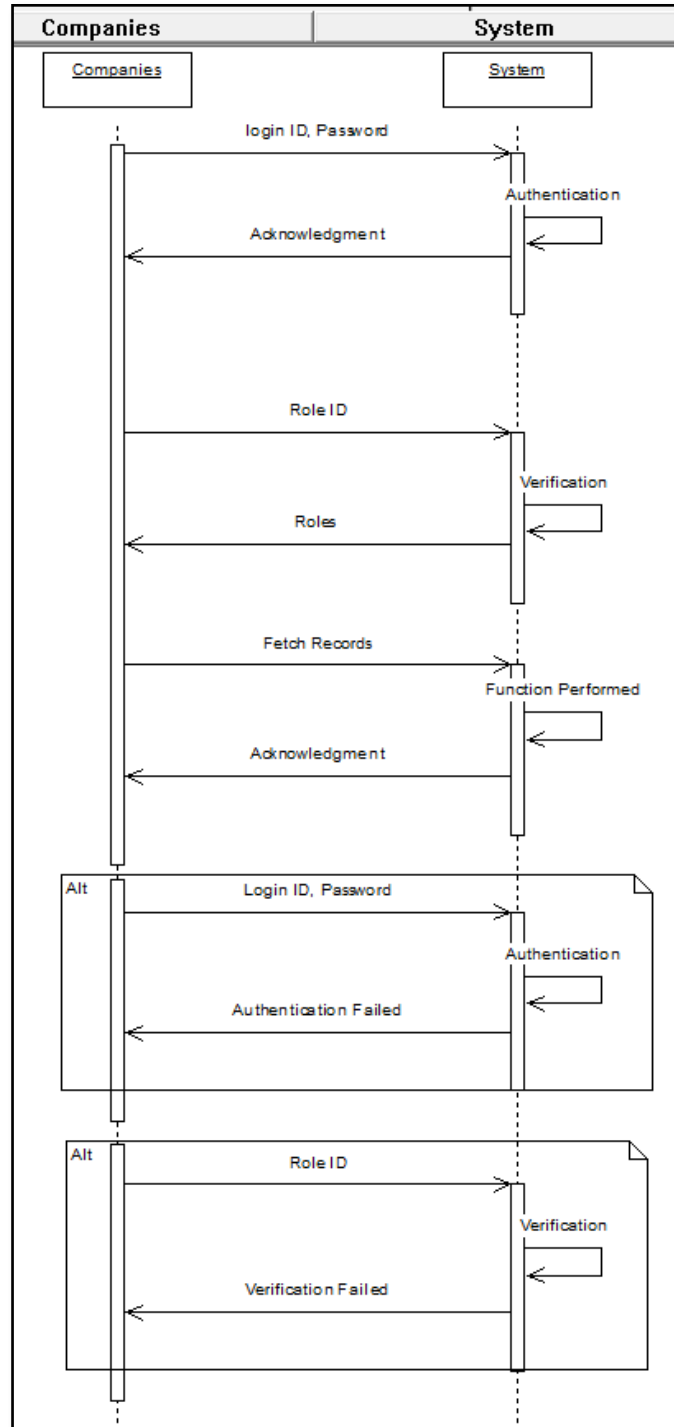 Companies System
Companies System
login ID, Password
Authentication
Acknowledgment
Role ID
Verification
Roles
Fetch Records
Function Performed
Acknowledgment
Alt Login ID, Password
Authentication
Authentication Failed
Alt Role ID
Verification
Verification Failed